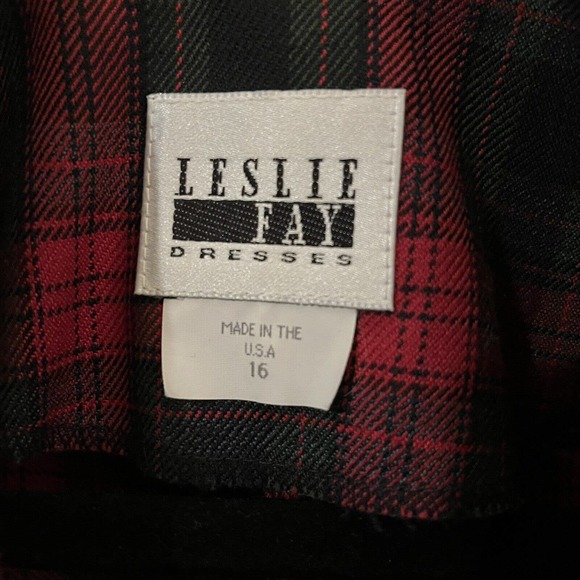 LESLIE
FAY
DRESSES
MADE IN THE
U.S.A
16